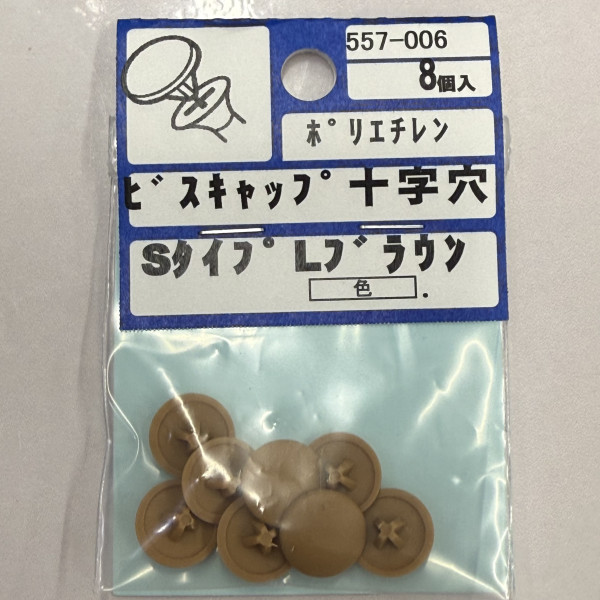 557-006
8個入
ﾎﾟﾘｴﾁﾚﾝ
ﾋﾞｽｷｬｯﾌﾟ十字穴
Sﾀｲﾌﾟ Lﾌﾞﾗｳﾝ
色 .